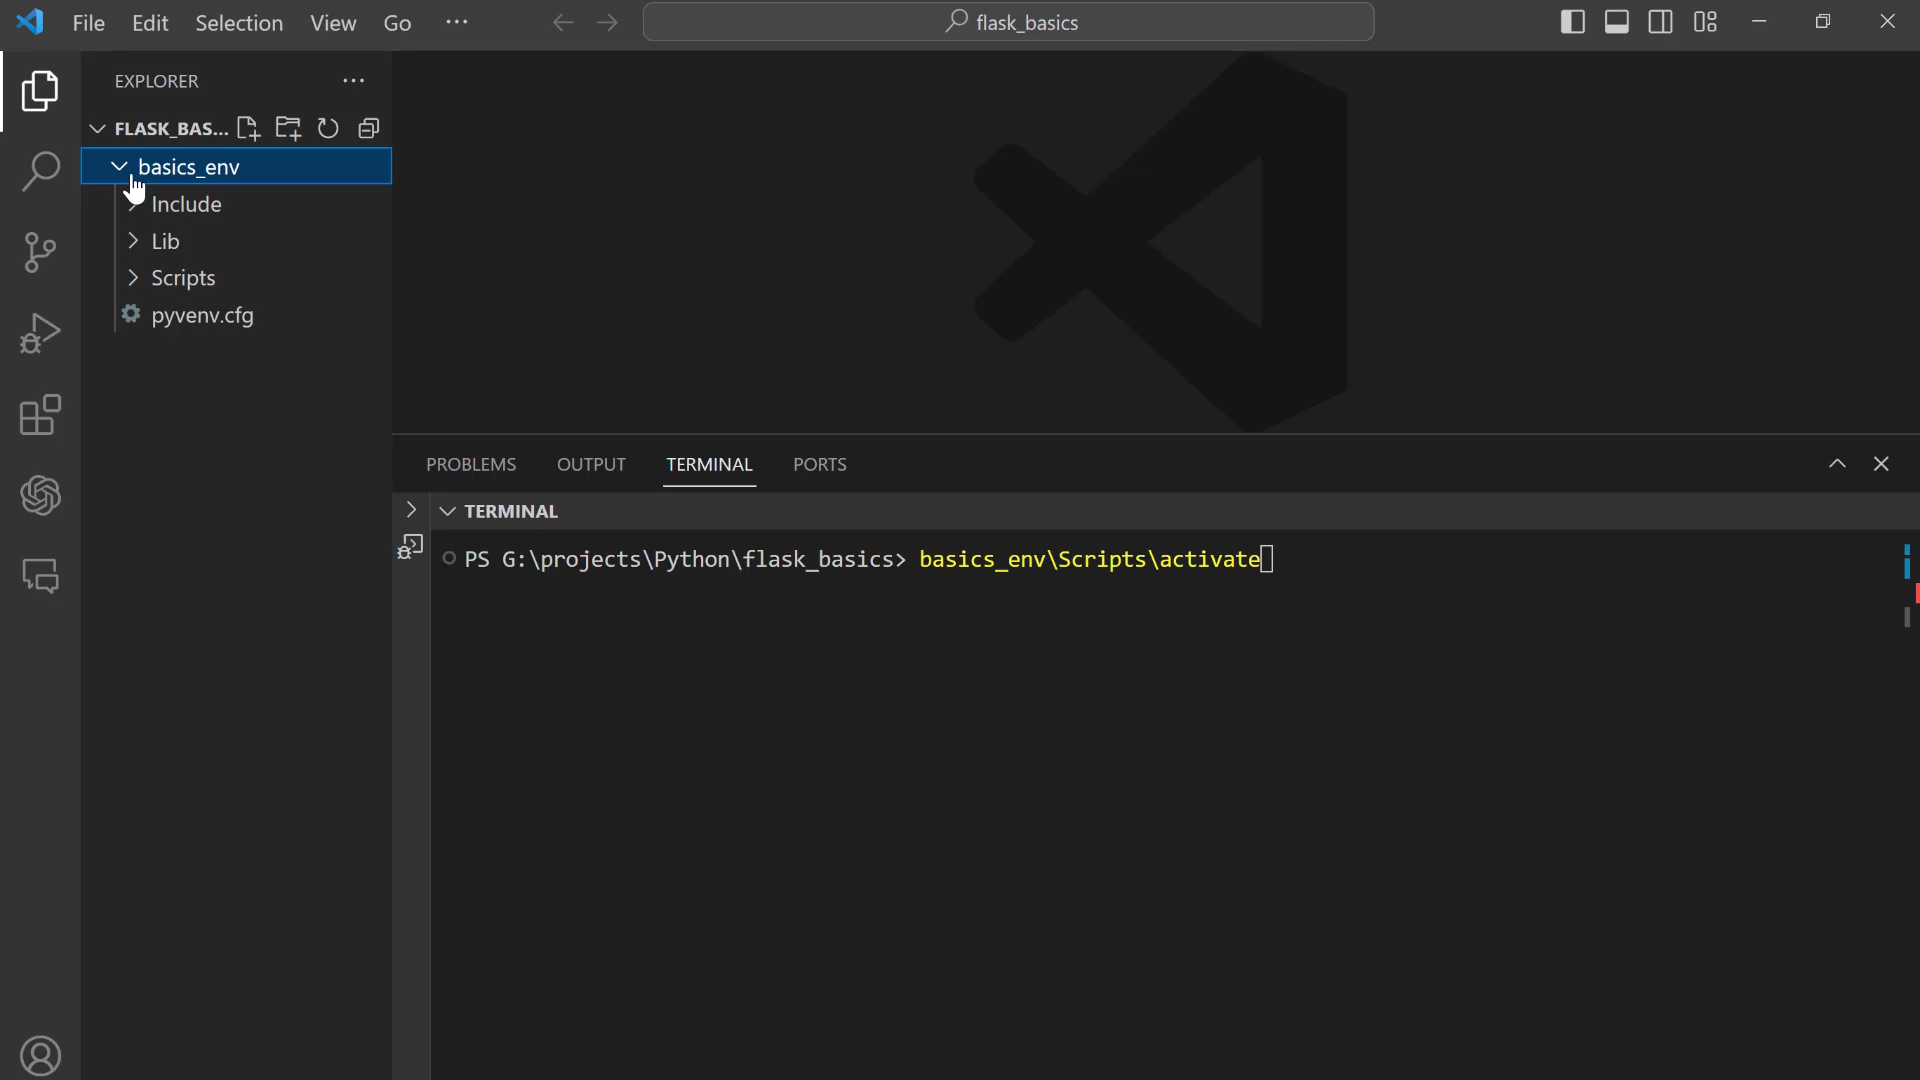 File Edit Selection View Go ...
flask_basics
EXPLORER ...
FLASK_BAS...
basics_env
Include
Lib
Scripts
pyvenv.cfg
PROBLEMS OUTPUT TERMINAL PORTS
TERMINAL
PS G:\projects\Python\flask_basics> basics_env\Scripts\activate